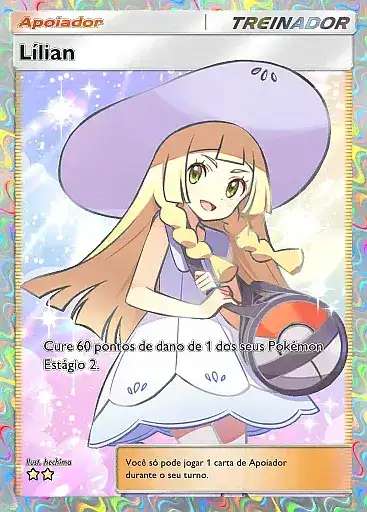 Apoiador
TREINADOR
Lílian
Cure 60 pontos de dano de 1 dos seus Pokémon
Estágio 2.
Ilust. hechima
Você só pode jogar 1 carta de Apoiador
durante o seu turno.